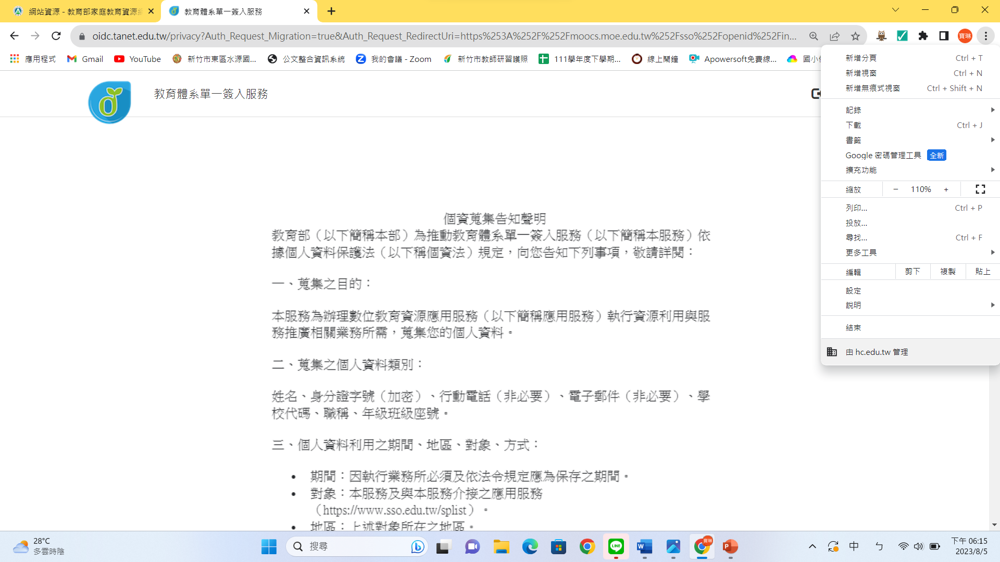 網站資源 - 教育部家庭教育資源網
教育體系單一簽入服務
oidc.tanet.edu.tw/privacy?Auth_Request_Migration=true&Auth_Request_RedirectUri=https%253A%252F%252Fmoocs.moe.edu.tw%252Fsso%252Fopenid%252Fin...
寶琳
應用程式
Gmail
YouTube
新竹市東區水源國...
公文整合資訊系統
我的會議 - Zoom
新竹市教師研習護照
111學年度下學期...
線上鬧鐘
Apowersoft免費線...
國小
教育體系單一簽入服務
新增分頁 Ctrl + T
新增視窗 Ctrl + N
新增無痕式視窗 Ctrl + Shift + N
記錄
下載 Ctrl + J
書籤
Google 密碼管理工具 全新
擴充功能
縮放 − 110% +
列印... Ctrl + P
投放...
尋找... Ctrl + F
更多工具
編輯 剪下 複製 貼上
設定
說明
結束
由 hc.edu.tw 管理
個資蒐集告知聲明
教育部（以下簡稱本部）為推動教育體系單一簽入服務（以下簡稱本服務）依
據個人資料保護法（以下稱個資法）規定，向您告知下列事項，敬請詳閱：
一、蒐集之目的：
本服務為辦理數位教育資源應用服務（以下簡稱應用服務）執行資源利用與服
務推廣相關業務所需，蒐集您的個人資料。
二、蒐集之個人資料類別：
姓名、身分證字號（加密）、行動電話（非必要）、電子郵件（非必要）、學
校代碼、職稱、年級班級座號。
三、個人資料利用之期間、地區、對象、方式：
• 期間：因執行業務所必須及依法令規定應為保存之期間。
• 對象：本服務及與本服務介接之應用服務
（https://www.sso.edu.tw/splist）。
• 地區：上述對象所在之地區。
28°C
多雲時陰
搜尋
LINE
寶琳
中
ㄅ
下午 06:15
2023/8/5